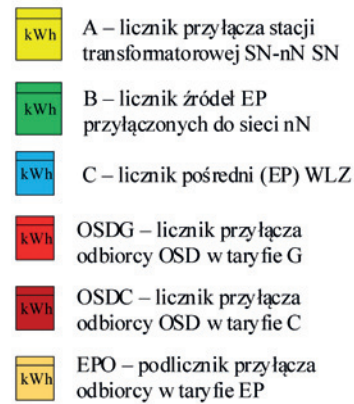 kWh A – licznik przyłącza stacji
transformatorowej SN-nN SN
kWh B – licznik źródeł EP
przyłączonych do sieci nN
kWh C – licznik pośredni (EP) WLZ
kWh OSDG – licznik przyłącza
odbiorcy OSD w taryfie G
kWh OSDC – licznik przyłącza
odbiorcy OSD w taryfie C
kWh EPO – podlicznik przyłącza
odbiorcy w taryfie EP